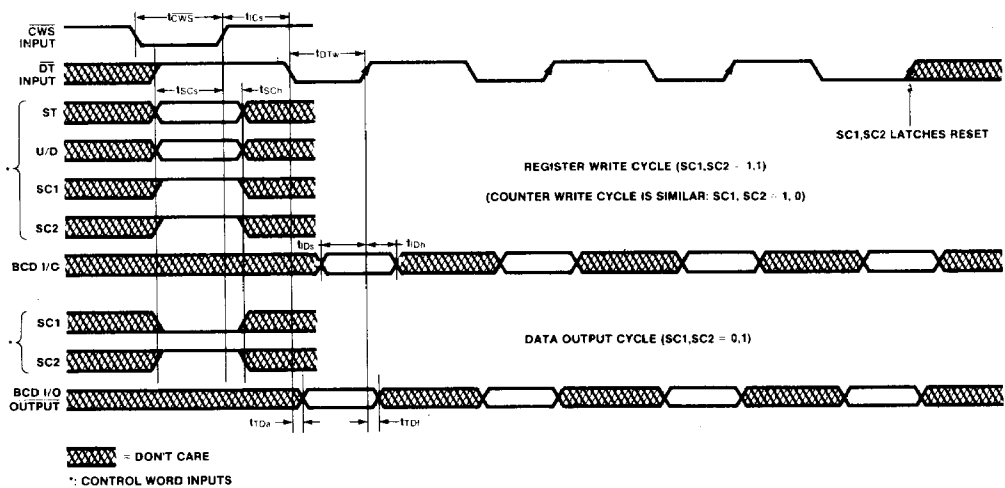 tCWS
tICs
CWS
INPUT
tDTw
DT
INPUT
tSCs
tSCh
ST
SC1,SC2 LATCHES RESET
U/D
REGISTER WRITE CYCLE (SC1,SC2 = 1,1)
SC1
(COUNTER WRITE CYCLE IS SIMILAR: SC1, SC2 = 1, 0)
SC2
tIDs
tIDh
BCD I/O
SC1
DATA OUTPUT CYCLE (SC1,SC2 = 0,1)
SC2
BCD I/O
OUTPUT
tTDa
tTDf
= DON'T CARE
*: CONTROL WORD INPUTS